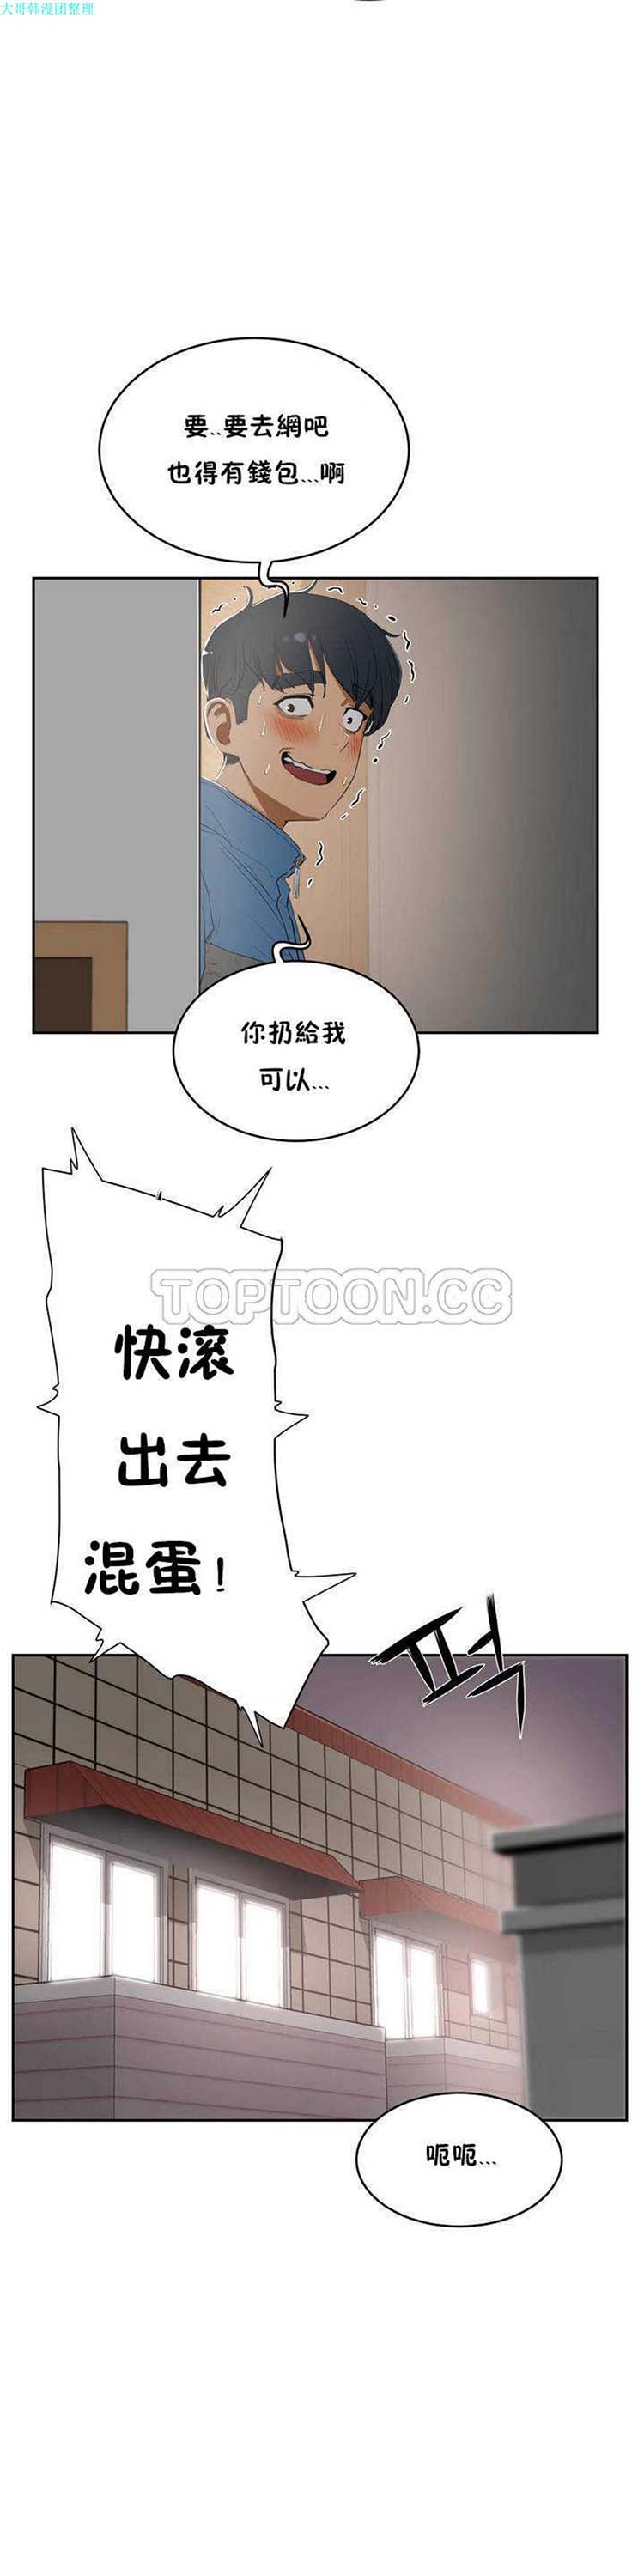 大哥韩漫团整理
要..要去網吧
也得有錢包...啊
你扔給我
可以...
TOPTOON.CC
快滾
出去
混蛋!
퍽
呃呃...